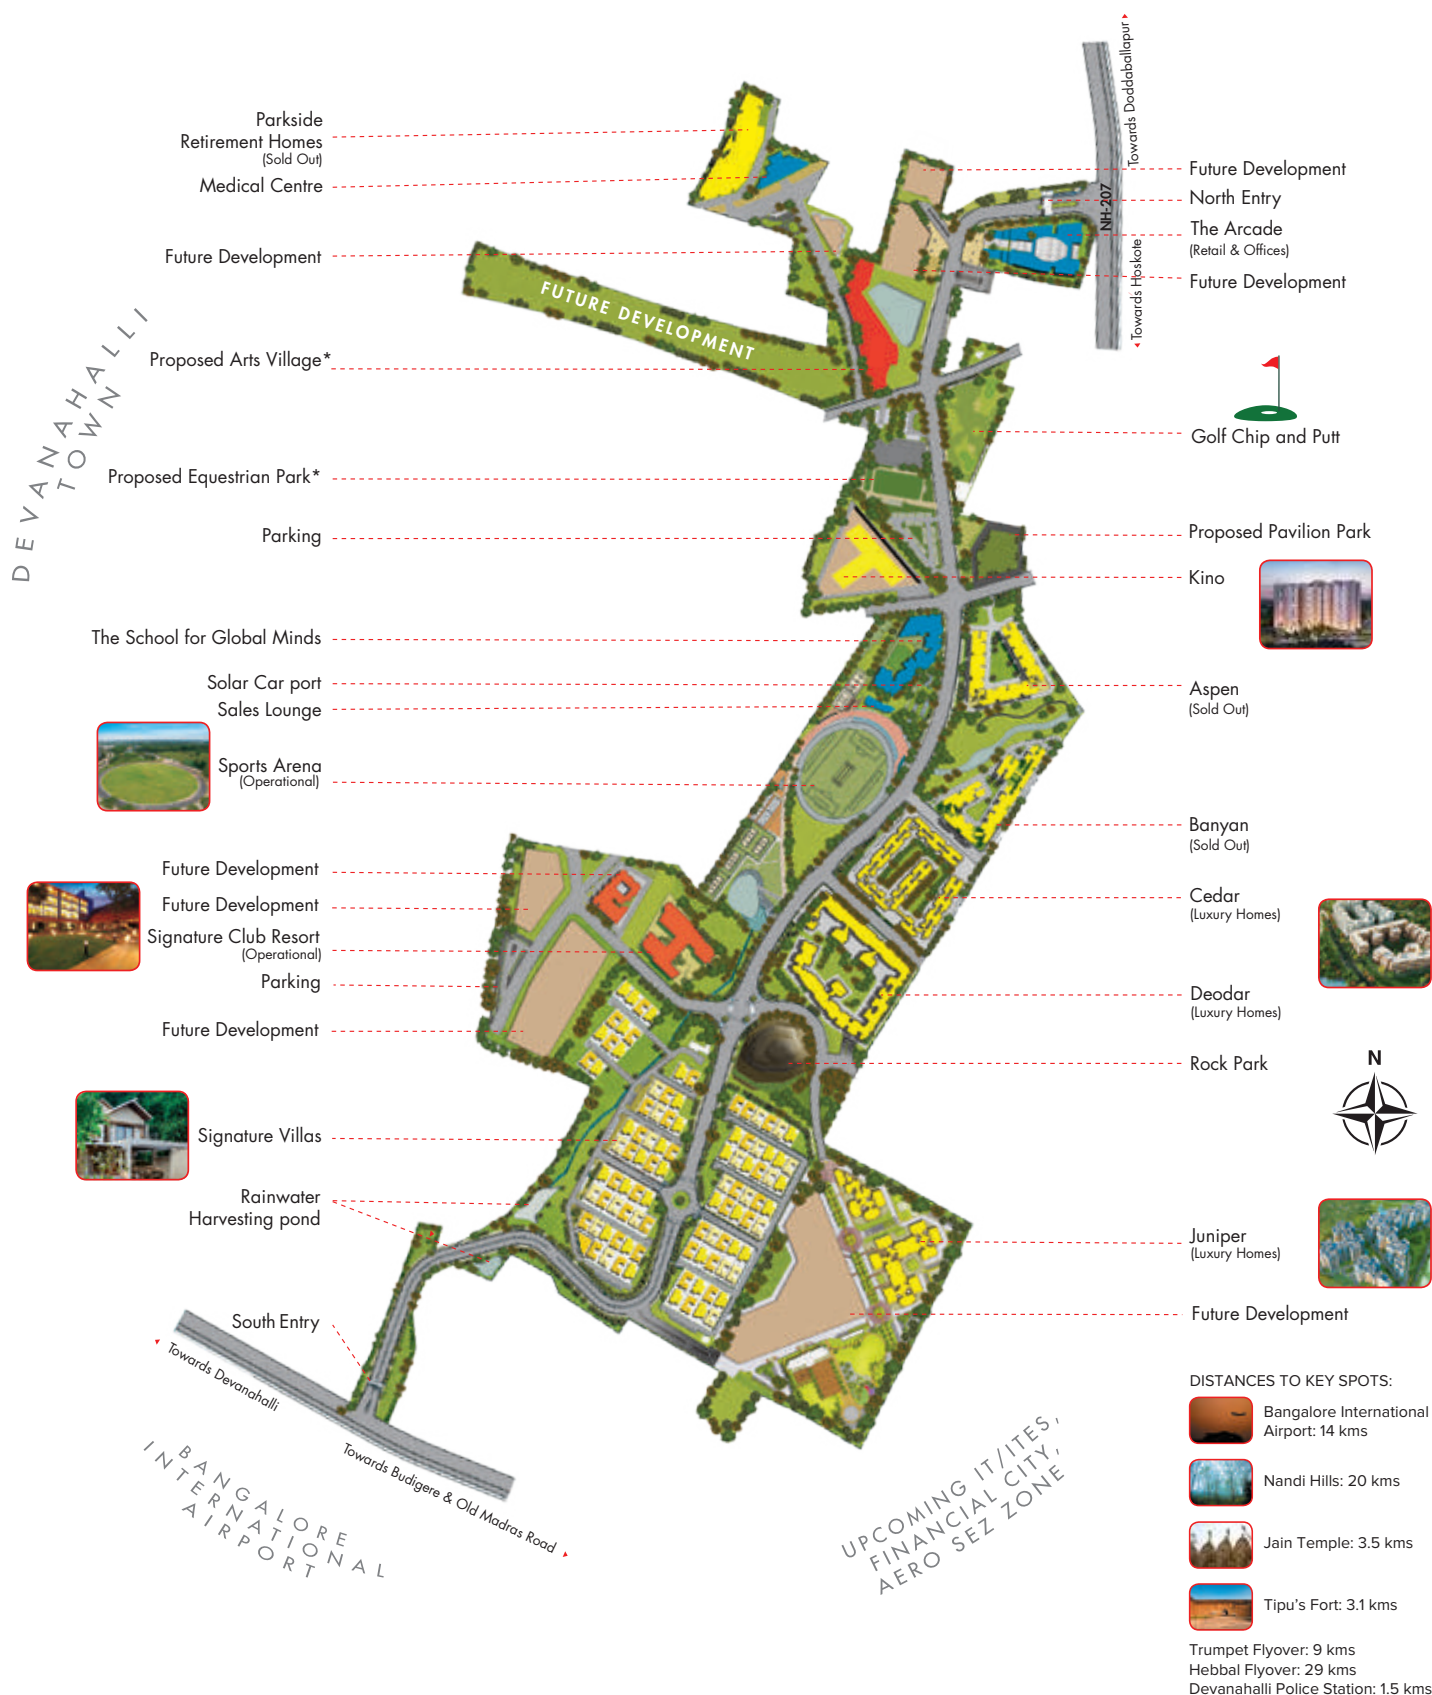 Parkside
Retirement Homes
(Sold Out)
Medical Centre
Future Development
Proposed Arts Village*
Proposed Equestrian Park*
Parking
The School for Global Minds
Solar Car port
Sales Lounge
Sports Arena
(Operational)
Future Development
Future Development
Signature Club Resort
(Operational)
Parking
Future Development
Signature Villas
Rainwater
Harvesting pond
South Entry
DEVANAHALLI
TOWN
FUTURE DEVELOPMENT
Towards Doddaballapur
NH-207
Towards Hoskote
Future Development
North Entry
The Arcade
(Retail & Offices)
Future Development
Golf Chip and Putt
Proposed Pavilion Park
Kino
Aspen
(Sold Out)
Banyan
(Sold Out)
Cedar
(Luxury Homes)
Deodar
(Luxury Homes)
Rock Park
N
Juniper
(Luxury Homes)
Future Development
Towards Devanahalli
Towards Budigere & Old Madras Road
BANGALORE
INTERNATIONAL
AIRPORT
UPCOMING IT/ITES,
FINANCIAL CITY,
AERO SEZ ZONE
DISTANCES TO KEY SPOTS:
Bangalore International
Airport: 14 kms
Nandi Hills: 20 kms
Jain Temple: 3.5 kms
Tipu's Fort: 3.1 kms
Trumpet Flyover: 9 kms
Hebbal Flyover: 29 kms
Devanahalli Police Station: 1.5 kms